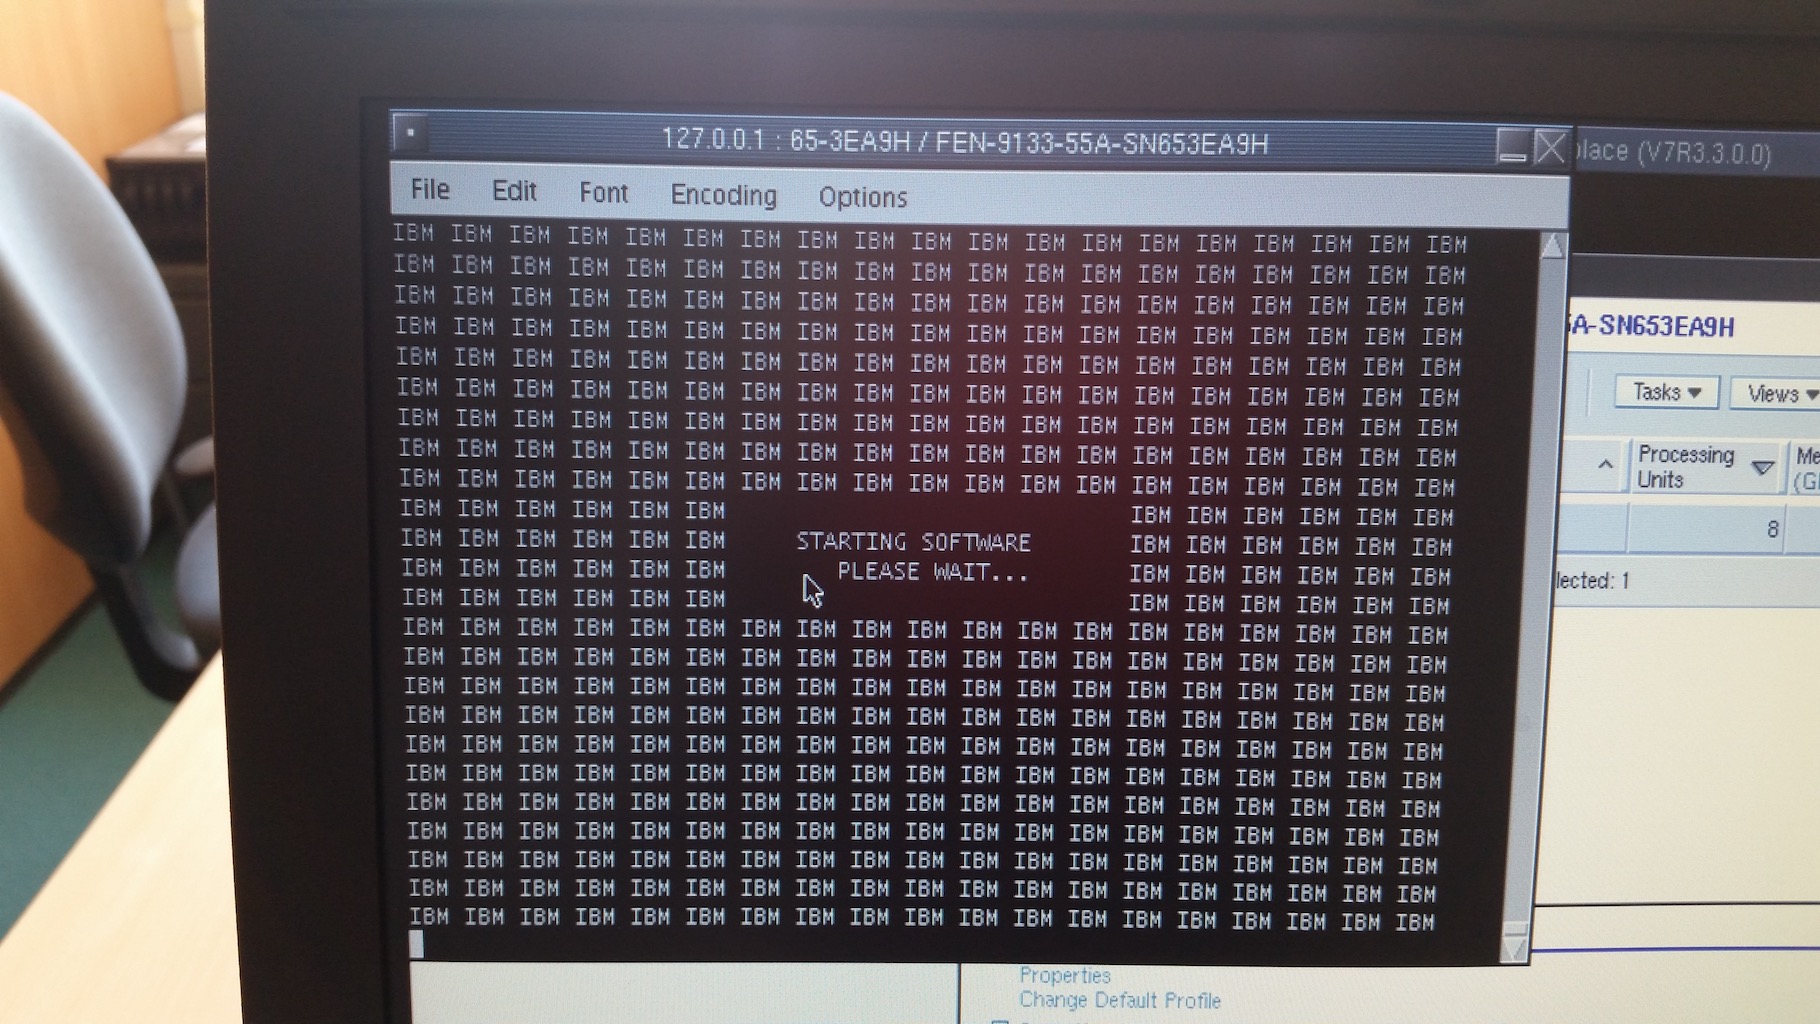 127.0.0.1 : 65-3EA9H / FEN-9133-55A-SN653EA9H
place (V7R3.3.0.0)
File Edit Font Encoding Options
IBM IBM IBM IBM IBM IBM IBM IBM IBM IBM IBM IBM IBM IBM IBM IBM IBM IBM IBM
IBM IBM IBM IBM IBM IBM IBM IBM IBM IBM IBM IBM IBM IBM IBM IBM IBM IBM IBM
IBM IBM IBM IBM IBM IBM IBM IBM IBM IBM IBM IBM IBM IBM IBM IBM IBM IBM IBM
IBM IBM IBM IBM IBM IBM IBM IBM IBM IBM IBM IBM IBM IBM IBM IBM IBM IBM IBM
IBM IBM IBM IBM IBM IBM IBM IBM IBM IBM IBM IBM IBM IBM IBM IBM IBM IBM IBM
IBM IBM IBM IBM IBM IBM IBM IBM IBM IBM IBM IBM IBM IBM IBM IBM IBM IBM IBM
IBM IBM IBM IBM IBM IBM IBM IBM IBM IBM IBM IBM IBM IBM IBM IBM IBM IBM IBM
IBM IBM IBM IBM IBM IBM IBM IBM IBM IBM IBM IBM IBM IBM IBM IBM IBM IBM IBM
IBM IBM IBM IBM IBM IBM IBM IBM IBM IBM IBM IBM IBM IBM IBM IBM IBM IBM IBM
IBM IBM IBM IBM IBM IBM IBM IBM IBM IBM IBM IBM
IBM IBM IBM IBM IBM IBM STARTING SOFTWARE IBM IBM IBM IBM IBM IBM
IBM IBM IBM IBM IBM IBM PLEASE WAIT... IBM IBM IBM IBM IBM IBM
IBM IBM IBM IBM IBM IBM IBM IBM IBM IBM IBM IBM
IBM IBM IBM IBM IBM IBM IBM IBM IBM IBM IBM IBM IBM IBM IBM IBM IBM IBM IBM
IBM IBM IBM IBM IBM IBM IBM IBM IBM IBM IBM IBM IBM IBM IBM IBM IBM IBM IBM
IBM IBM IBM IBM IBM IBM IBM IBM IBM IBM IBM IBM IBM IBM IBM IBM IBM IBM IBM
IBM IBM IBM IBM IBM IBM IBM IBM IBM IBM IBM IBM IBM IBM IBM IBM IBM IBM IBM
IBM IBM IBM IBM IBM IBM IBM IBM IBM IBM IBM IBM IBM IBM IBM IBM IBM IBM IBM
IBM IBM IBM IBM IBM IBM IBM IBM IBM IBM IBM IBM IBM IBM IBM IBM IBM IBM IBM
IBM IBM IBM IBM IBM IBM IBM IBM IBM IBM IBM IBM IBM IBM IBM IBM IBM IBM IBM
IBM IBM IBM IBM IBM IBM IBM IBM IBM IBM IBM IBM IBM IBM IBM IBM IBM IBM IBM
IBM IBM IBM IBM IBM IBM IBM IBM IBM IBM IBM IBM IBM IBM IBM IBM IBM IBM IBM
IBM IBM IBM IBM IBM IBM IBM IBM IBM IBM IBM IBM IBM IBM IBM IBM IBM IBM IBM
IBM IBM IBM IBM IBM IBM IBM IBM IBM IBM IBM IBM IBM IBM IBM IBM IBM IBM IBM
A-SN653EA9H
Tasks Views
Processing Me
Units (G
8
lected: 1
Properties
Change Default Profile